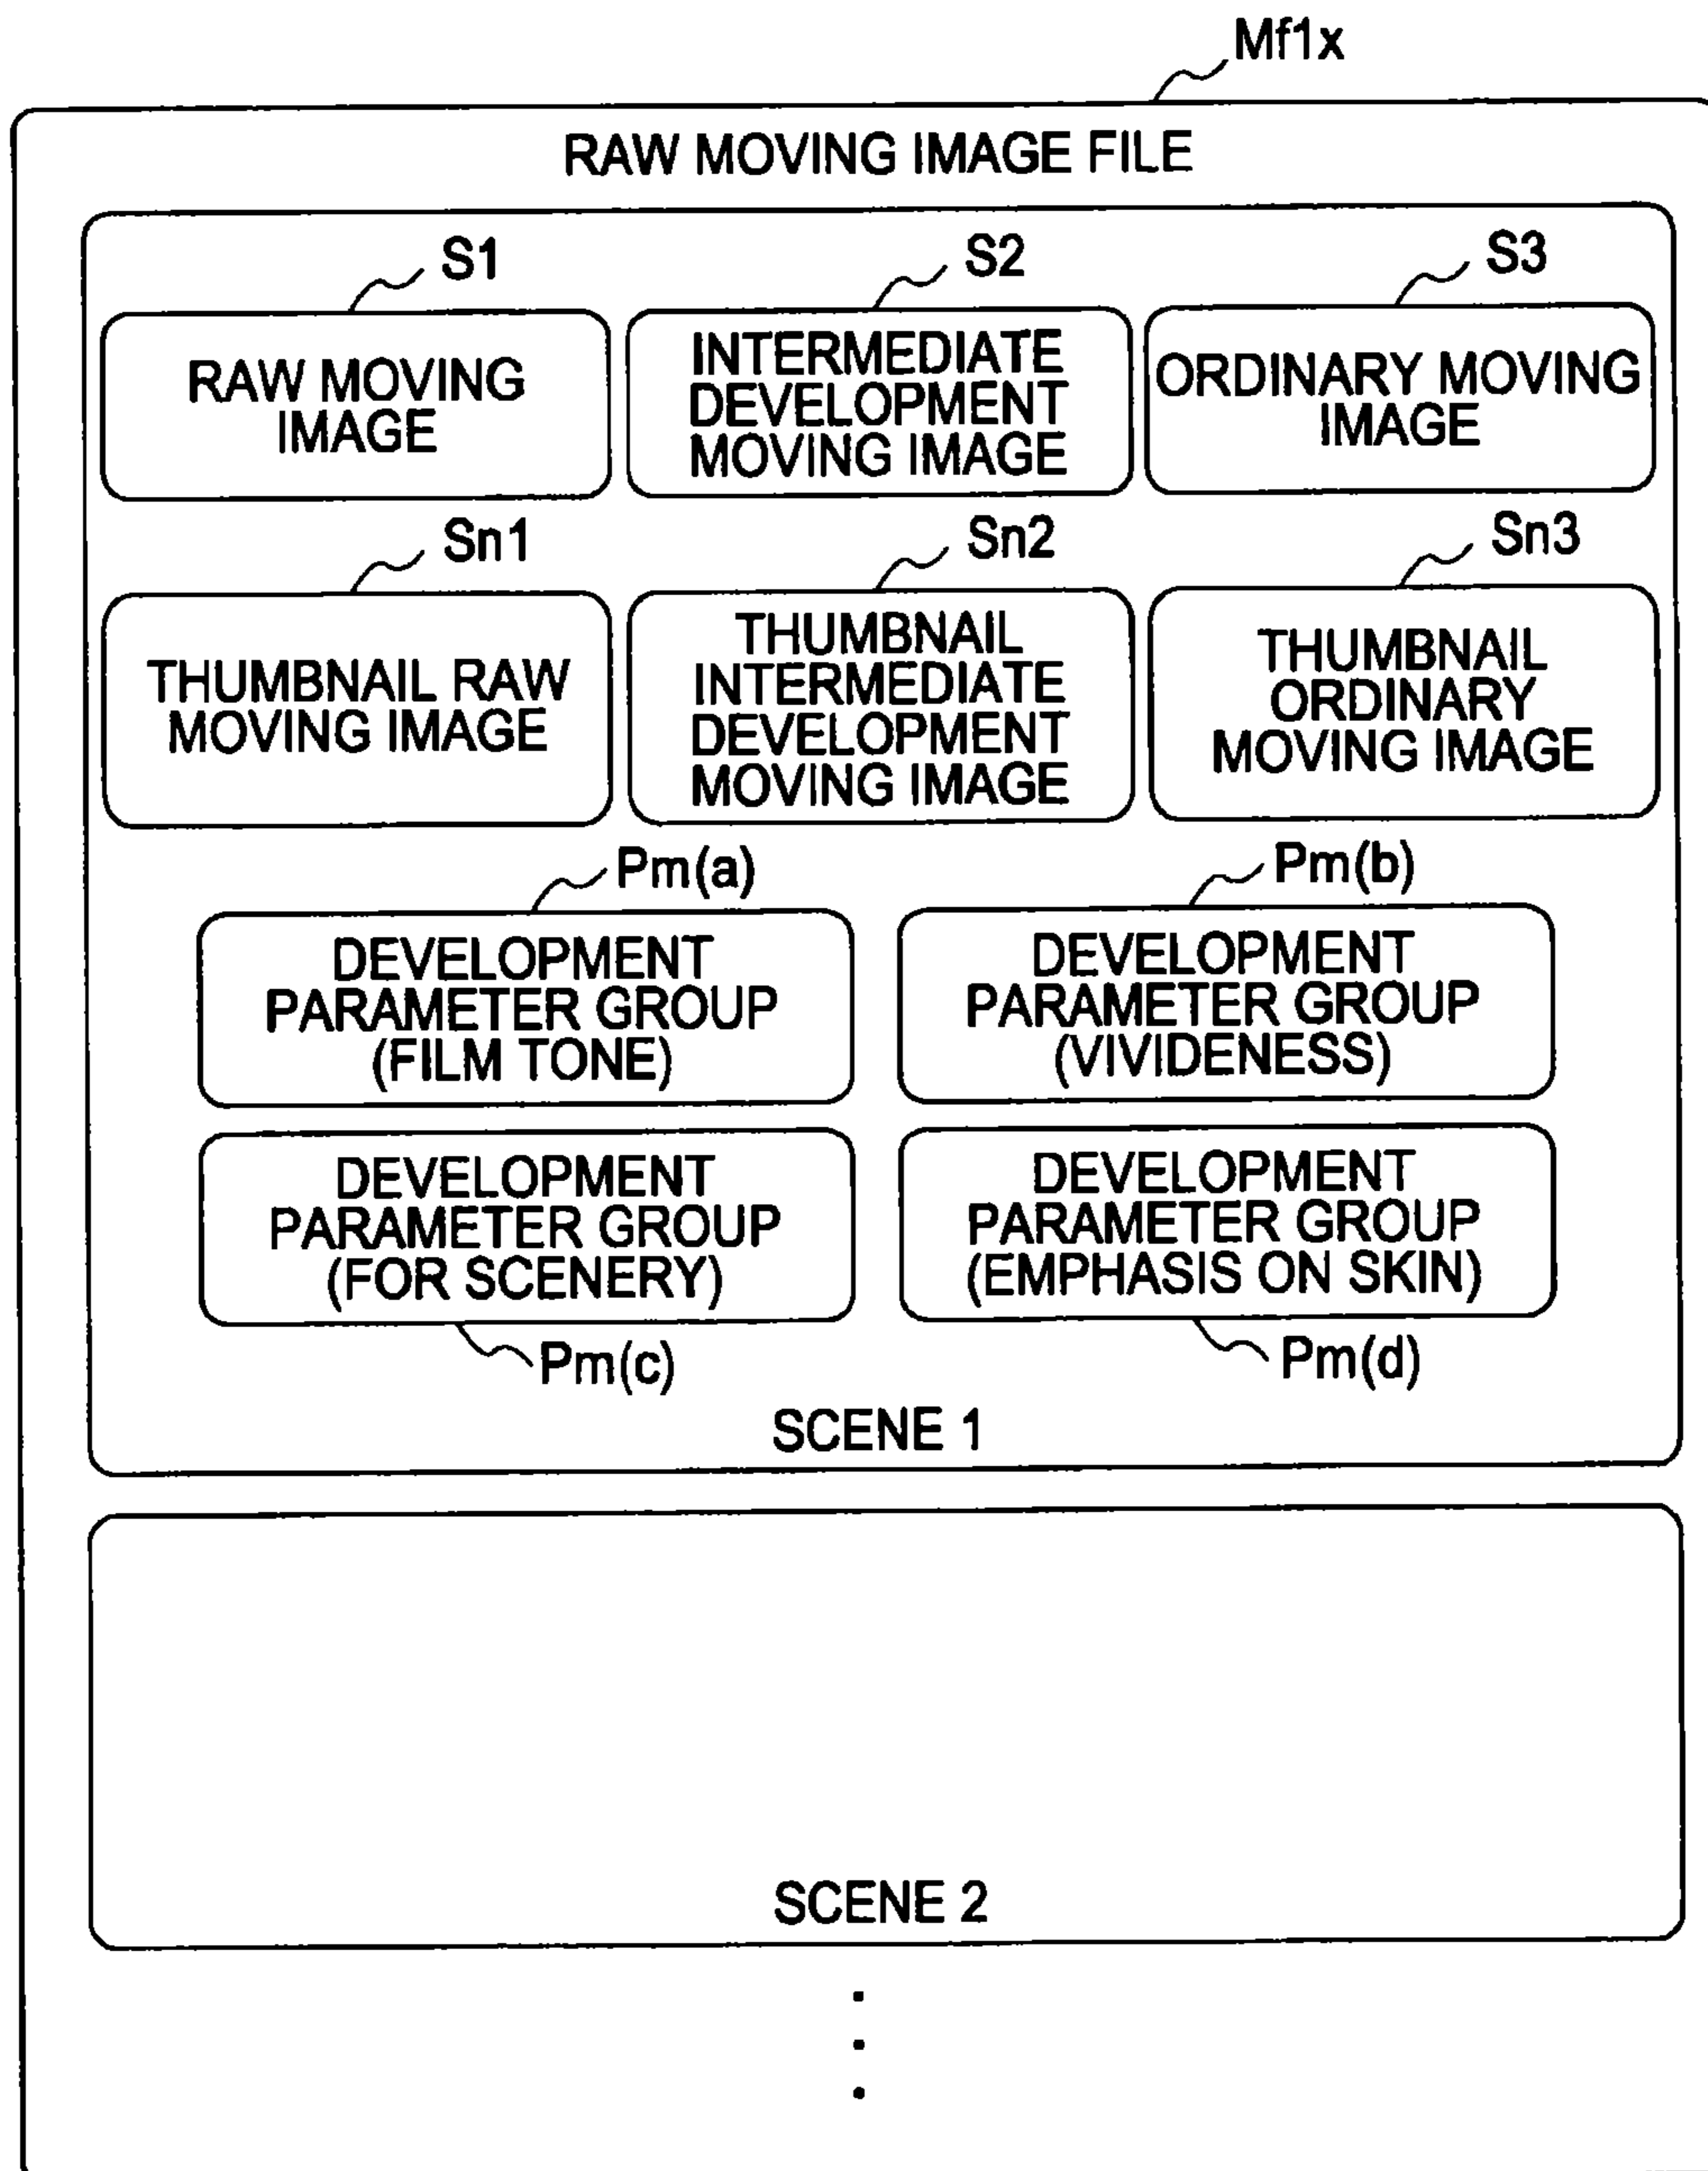 Mf1x
RAW MOVING IMAGE FILE
S1
S2
S3
RAW MOVING
IMAGE
INTERMEDIATE
DEVELOPMENT
MOVING IMAGE
ORDINARY MOVING
IMAGE
Sn1
Sn2
Sn3
THUMBNAIL RAW
MOVING IMAGE
THUMBNAIL
INTERMEDIATE
DEVELOPMENT
MOVING IMAGE
THUMBNAIL
ORDINARY
MOVING IMAGE
Pm(a)
Pm(b)
DEVELOPMENT
PARAMETER GROUP
(FILM TONE)
DEVELOPMENT
PARAMETER GROUP
(VIVIDENESS)
DEVELOPMENT
PARAMETER GROUP
(FOR SCENERY)
DEVELOPMENT
PARAMETER GROUP
(EMPHASIS ON SKIN)
Pm(c)
Pm(d)
SCENE 1
SCENE 2